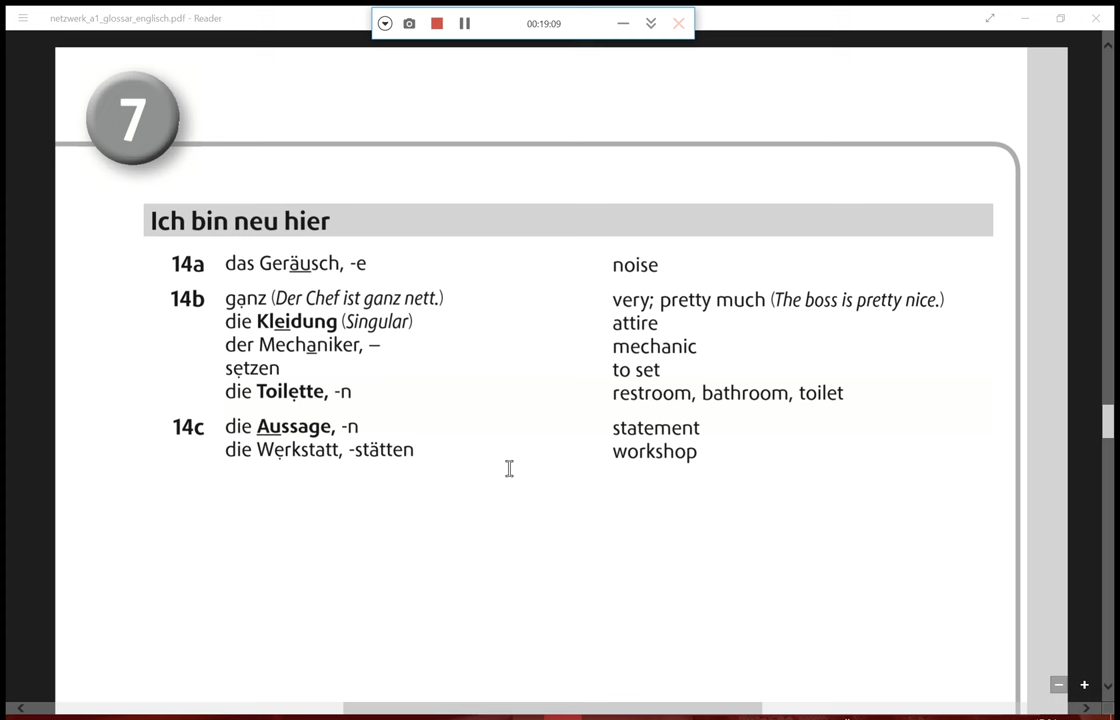 netzwerk_a1_glossar_englisch.pdf - Reader
00:19:09
7
Ich bin neu hier
14a das Geräusch, -e noise
14b ganz (Der Chef ist ganz nett.) very; pretty much (The boss is pretty nice.)
die Kleidung (Singular) attire
der Mechaniker, – mechanic
setzen to set
die Toilette, -n restroom, bathroom, toilet
14c die Aussage, -n statement
die Werkstatt, -stätten workshop